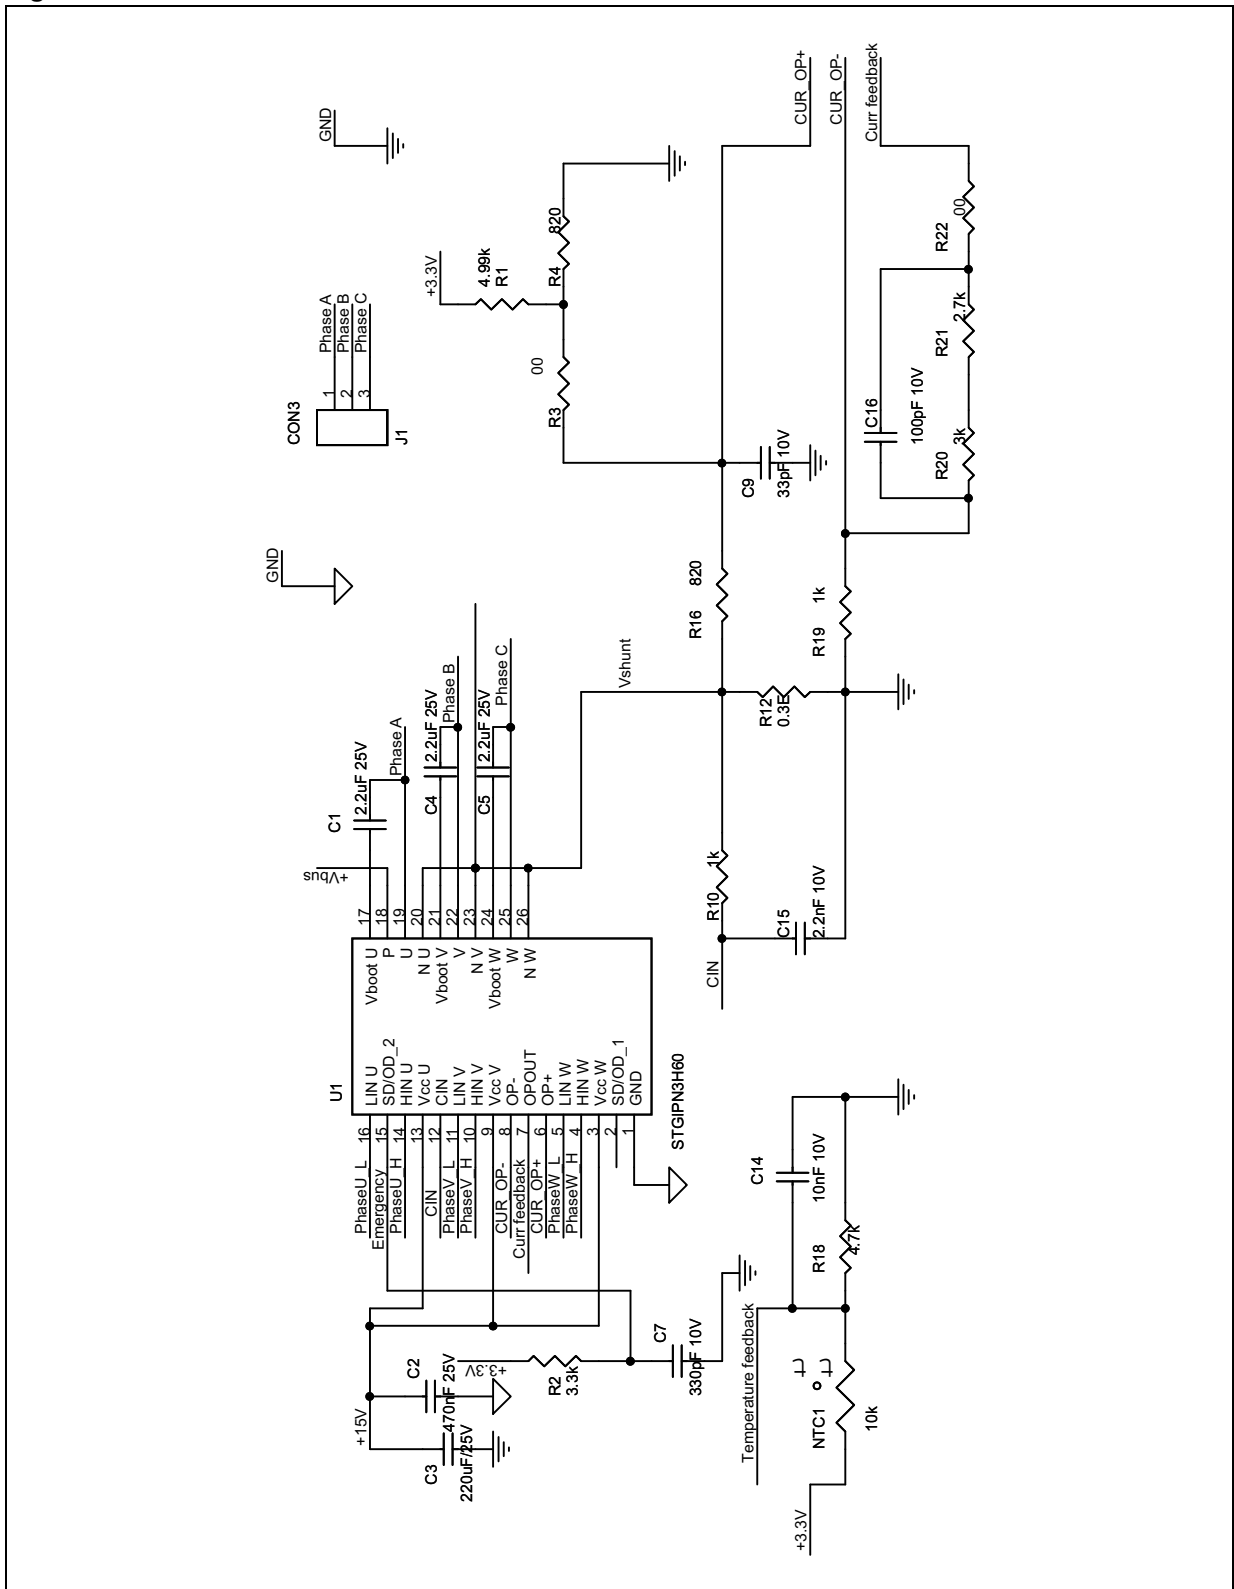 GND
CON3
1
2
3
Phase A
Phase B
Phase C
J1
GND
+3.3V
4.99k
R1
R4
820
R3
00
C9
33pF 10V
CUR_OP+
CUR_OP-
Curr feedback
R22
00
R21
2.7k
R20
3k
C16
100pF 10V
R16
820
R19
1k
Vshunt
R12
0.3E
R10
1k
C15
2.2nF 10V
CIN
C1
2.2uF 25V
Phase A
C4
2.2uF 25V
Phase B
C5
2.2uF 25V
Phase C
+Vbus
17
18
19
20
21
22
23
24
25
26
Vboot U
P
U
N U
Vboot V
V
N V
Vboot W
W
N W
U1
LIN U
SD/OD_2
HIN U
Vcc U
CIN
LIN V
HIN V
Vcc V
OP-
OPOUT
OP+
LIN W
HIN W
Vcc W
SD/OD_1
GND
STGIPN3H60
16
15
14
13
12
11
10
9
8
7
6
5
4
3
2
1
PhaseU_L
Emergency
PhaseU_H
CIN
PhaseV_L
PhaseV_H
CUR_OP-
Curr feedback
CUR_OP+
PhaseW_L
PhaseW_H
+15V
C2
470nF 25V
C3
220uF/25V
+3.3V
R2
3.3k
C7
330pF 10V
C14
10nF 10V
R18
4.7k
Temperature feedback
NTC1
t
t
10k
+3.3V